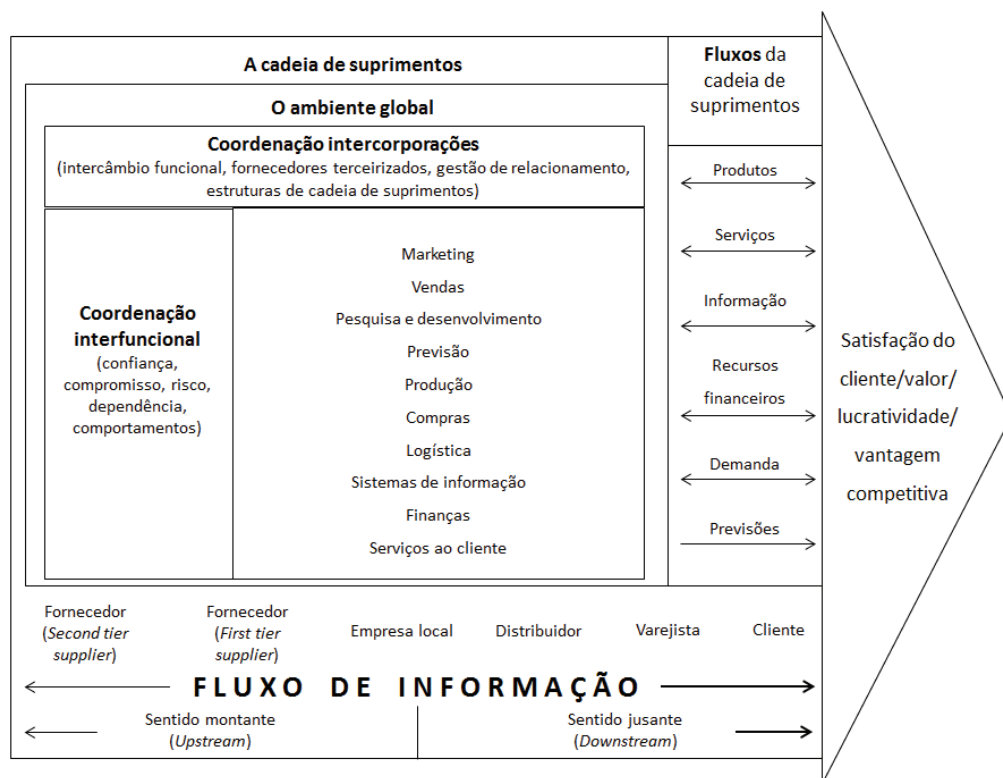 A cadeia de suprimentos
O ambiente global
Coordenação intercorporações
(intercâmbio funcional, fornecedores terceirizados, gestão de relacionamento,
estruturas de cadeia de suprimentos)
Coordenação
interfuncional
(confiança,
compromisso, risco,
dependência,
comportamentos)
Marketing
Vendas
Pesquisa e desenvolvimento
Previsão
Produção
Compras
Logística
Sistemas de informação
Finanças
Serviços ao cliente
Fluxos da
cadeia de
suprimentos
Produtos
Serviços
Informação
Recursos
financeiros
Demanda
Previsões
Satisfação do
cliente/valor/
lucratividade/
vantagem
competitiva
Fornecedor
(Second tier
supplier)
Fornecedor
(First tier
supplier)
Empresa local
Distribuidor
Varejista
Cliente
FLUXO DE INFORMAÇÃO
Sentido montante
(Upstream)
Sentido jusante
(Downstream)